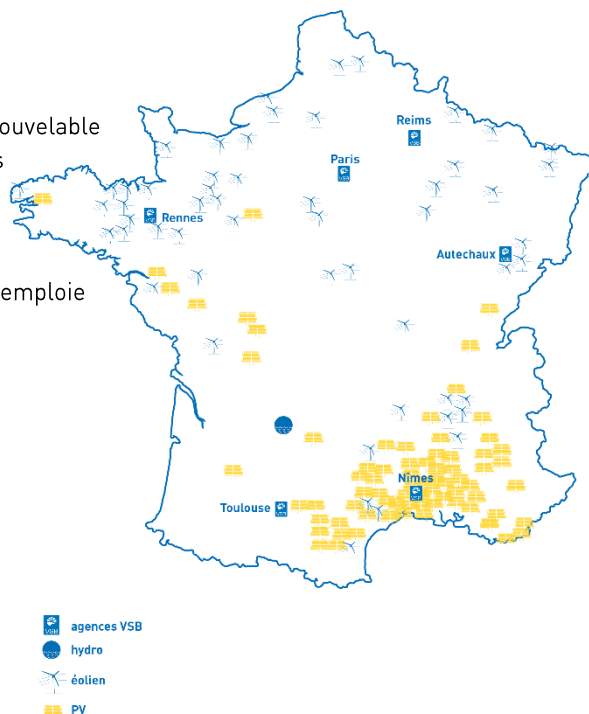 ouvelable
s
emploie
Reims
Paris
Rennes
Autechaux
Nîmes
Toulouse
agences VSB
hydro
éolien
PV